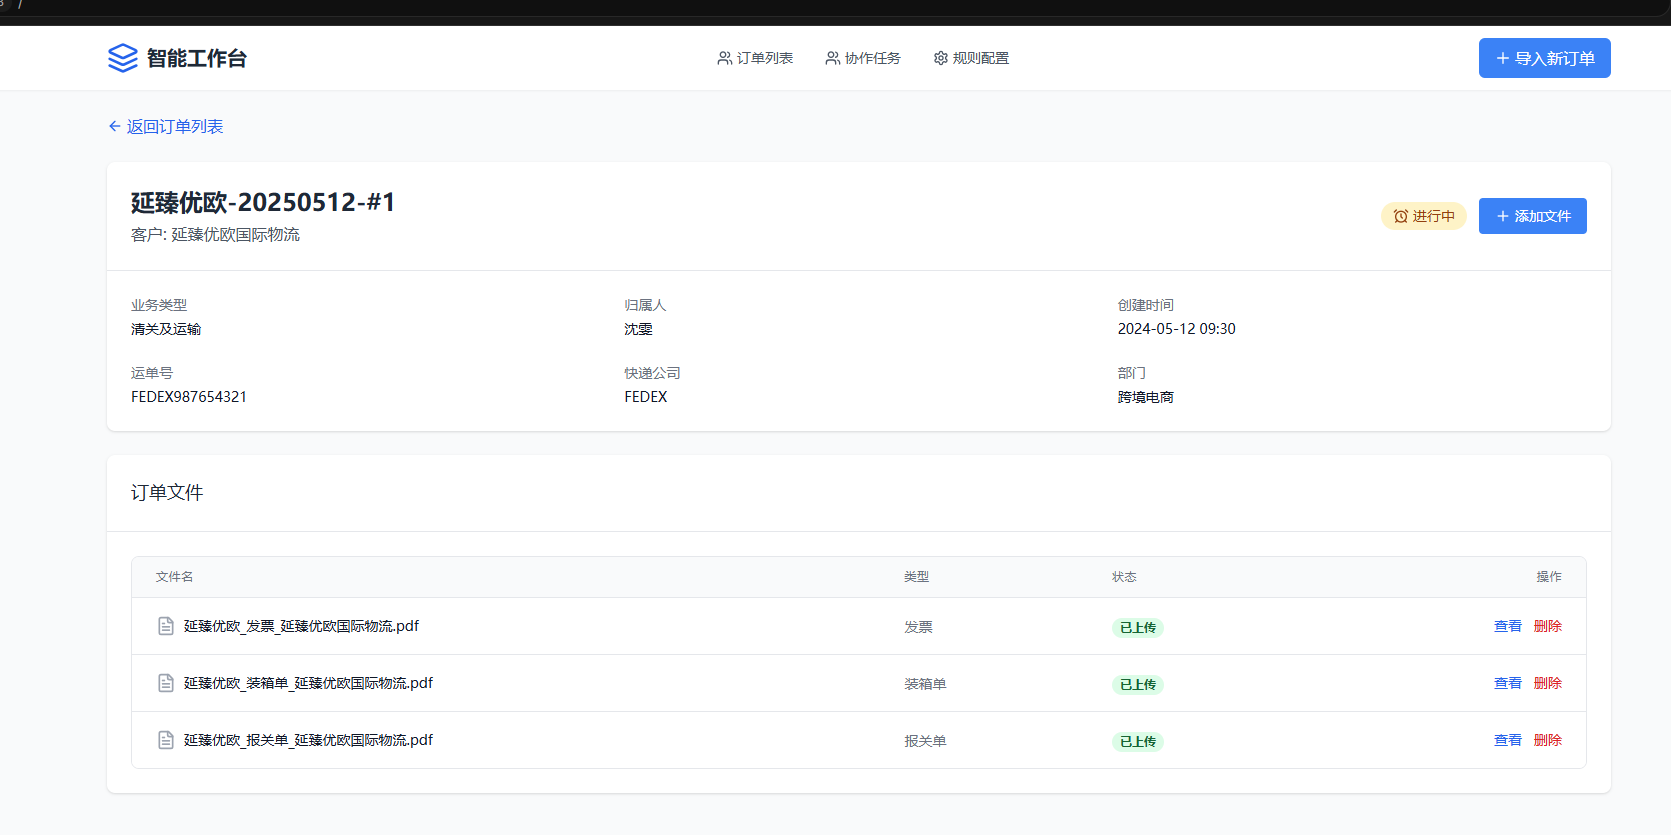 智能工作台
订单列表 协作任务 规则配置
导入新订单
返回订单列表
延臻优欧-20250512-#1
客户: 延臻优欧国际物流
进行中
添加文件
业务类型 归属人 创建时间
清关及运输 沈雯 2024-05-12 09:30
运单号 快递公司 部门
FEDEX987654321 FEDEX 跨境电商
订单文件
文件名 类型 状态 操作
延臻优欧_发票_延臻优欧国际物流.pdf 发票 已上传 查看 删除
延臻优欧_装箱单_延臻优欧国际物流.pdf 装箱单 已上传 查看 删除
延臻优欧_报关单_延臻优欧国际物流.pdf 报关单 已上传 查看 删除